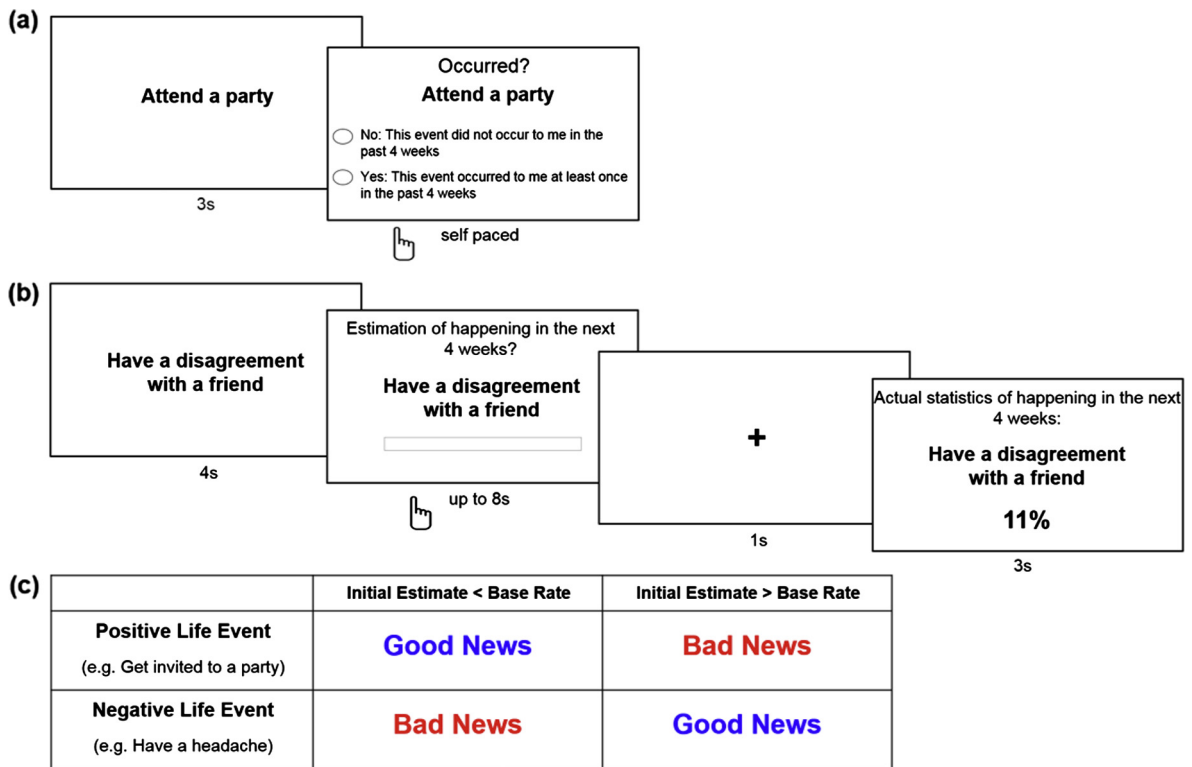 (a)
Attend a party
3s
Occurred?
Attend a party
No: This event did not occur to me in the
past 4 weeks
Yes: This event occurred to me at least once
in the past 4 weeks
self paced
(b)
Have a disagreement
with a friend
4s
Estimation of happening in the next
4 weeks?
Have a disagreement
with a friend
up to 8s
+
1s
Actual statistics of happening in the next
4 weeks:
Have a disagreement
with a friend
11%
3s
(c)
Initial Estimate < Base Rate
Initial Estimate > Base Rate
Positive Life Event
(e.g. Get invited to a party)
Good News
Bad News
Negative Life Event
(e.g. Have a headache)
Bad News
Good News